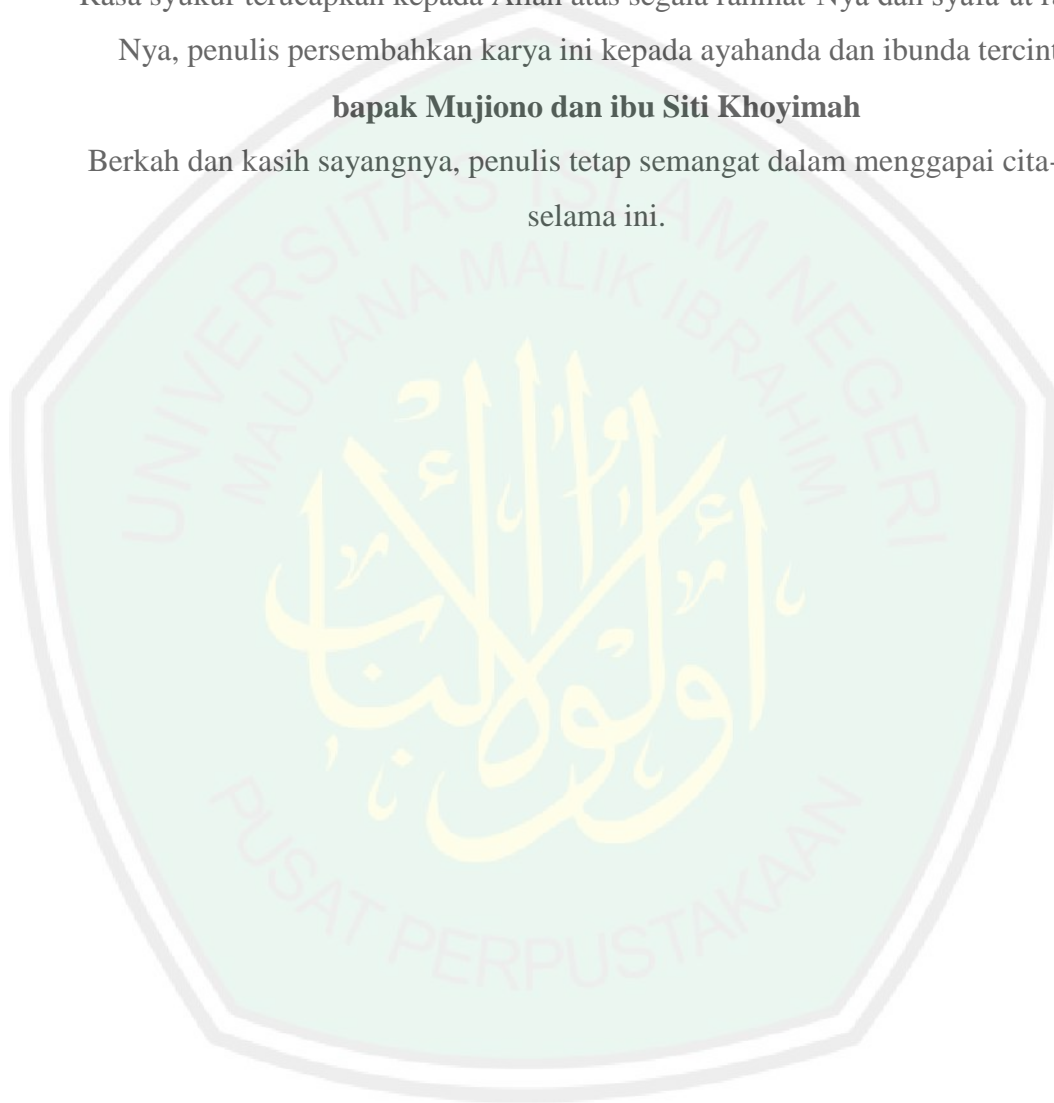 Rasa syukur terucapkan kepada Allah atas segala rahmat-Nya dan
Nya, penulis persembahkan karya ini kepada ayahanda dan ibunda tercint
bapak Mujiono dan ibu Siti Khoyimah
Berkah dan kasih sayangnya, penulis tetap semangat dalam menggapai cita-
selama ini.
UNIVERSITAS ISLAM NEGERI
MAULANA MALIK IBRAHIM
أولوا الألباب
PUSAT PERPUSTAKAAN